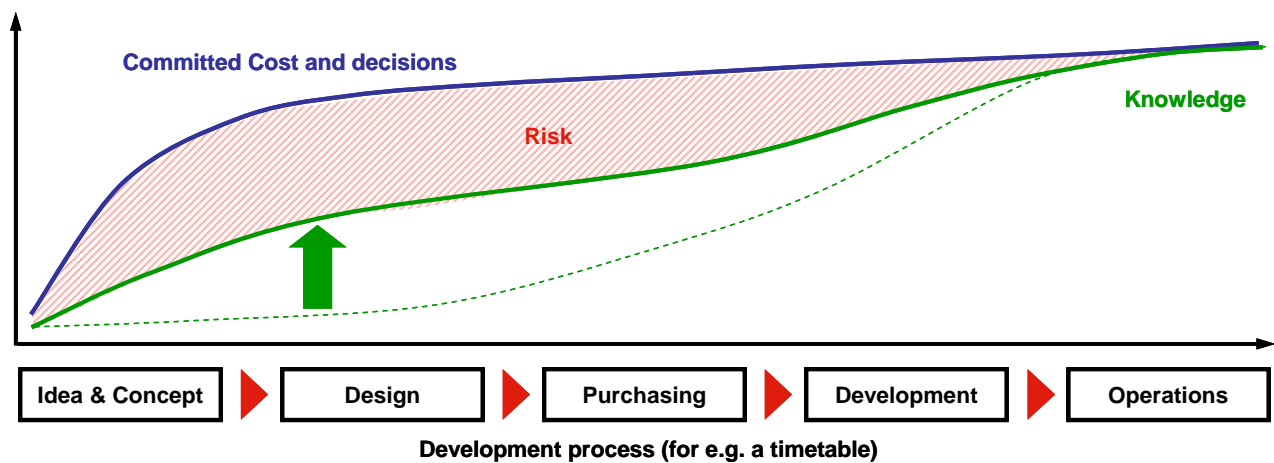 Committed Cost and decisions
Knowledge
Risk
Idea & Concept
Design
Purchasing
Development
Operations
Development process (for e.g. a timetable)